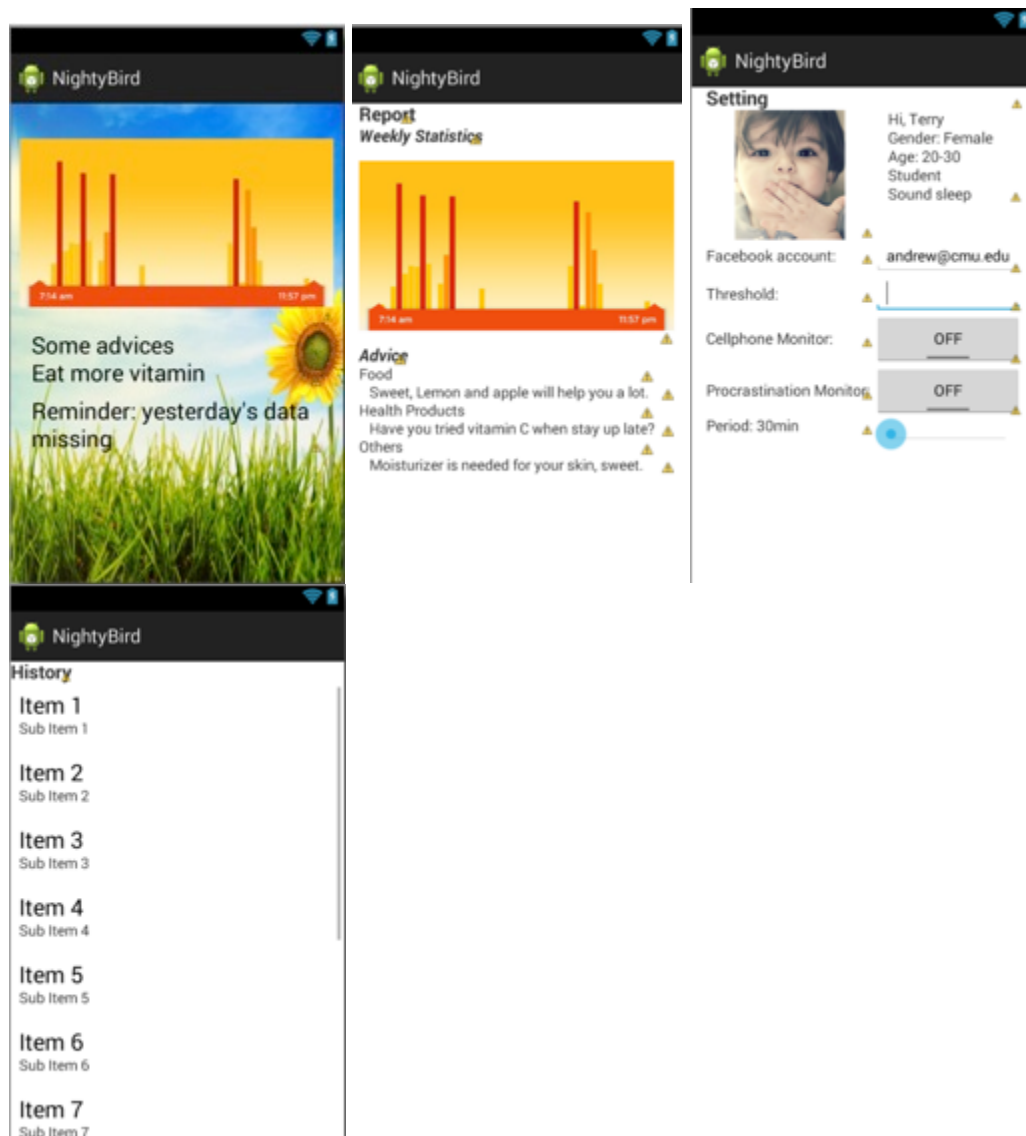 NightyBird
7:14 am 11:57 pm
Some advices
Eat more vitamin
Reminder: yesterday's data
missing
NightyBird
Report
Weekly Statistics
7:14 am 11:57 pm
Advice
Food
Sweet, Lemon and apple will help you a lot.
Health Products
Have you tried vitamin C when stay up late?
Others
Moisturizer is needed for your skin, sweet.
NightyBird
Setting
Hi, Terry
Gender: Female
Age: 20-30
Student
Sound sleep
Facebook account: andrew@cmu.edu
Threshold:
Cellphone Monitor: OFF
Procrastination Monitor: OFF
Period: 30min
NightyBird
History
Item 1
Sub Item 1
Item 2
Sub Item 2
Item 3
Sub Item 3
Item 4
Sub Item 4
Item 5
Sub Item 5
Item 6
Sub Item 6
Item 7
Sub Item 7